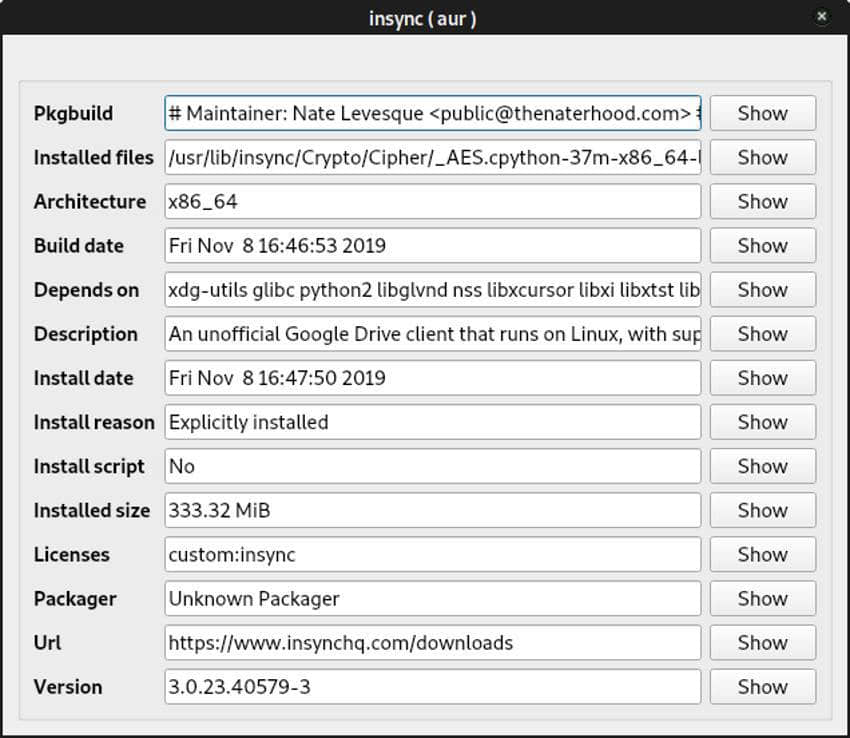 insync ( aur )
Pkgbuild # Maintainer: Nate Levesque <public@thenaterhood.com> Show
Installed files /usr/lib/insync/Crypto/Cipher/_AES.cpython-37m-x86_64- Show
Architecture x86_64 Show
Build date Fri Nov  8 16:46:53 2019 Show
Depends on xdg-utils glibc python2 libglvnd nss libxcursor libxi libxtst lib Show
Description An unofficial Google Drive client that runs on Linux, with sup Show
Install date Fri Nov  8 16:47:50 2019 Show
Install reason Explicitly installed Show
Install script No Show
Installed size 333.32 MiB Show
Licenses custom:insync Show
Packager Unknown Packager Show
Url https://www.insynchq.com/downloads Show
Version 3.0.23.40579-3 Show